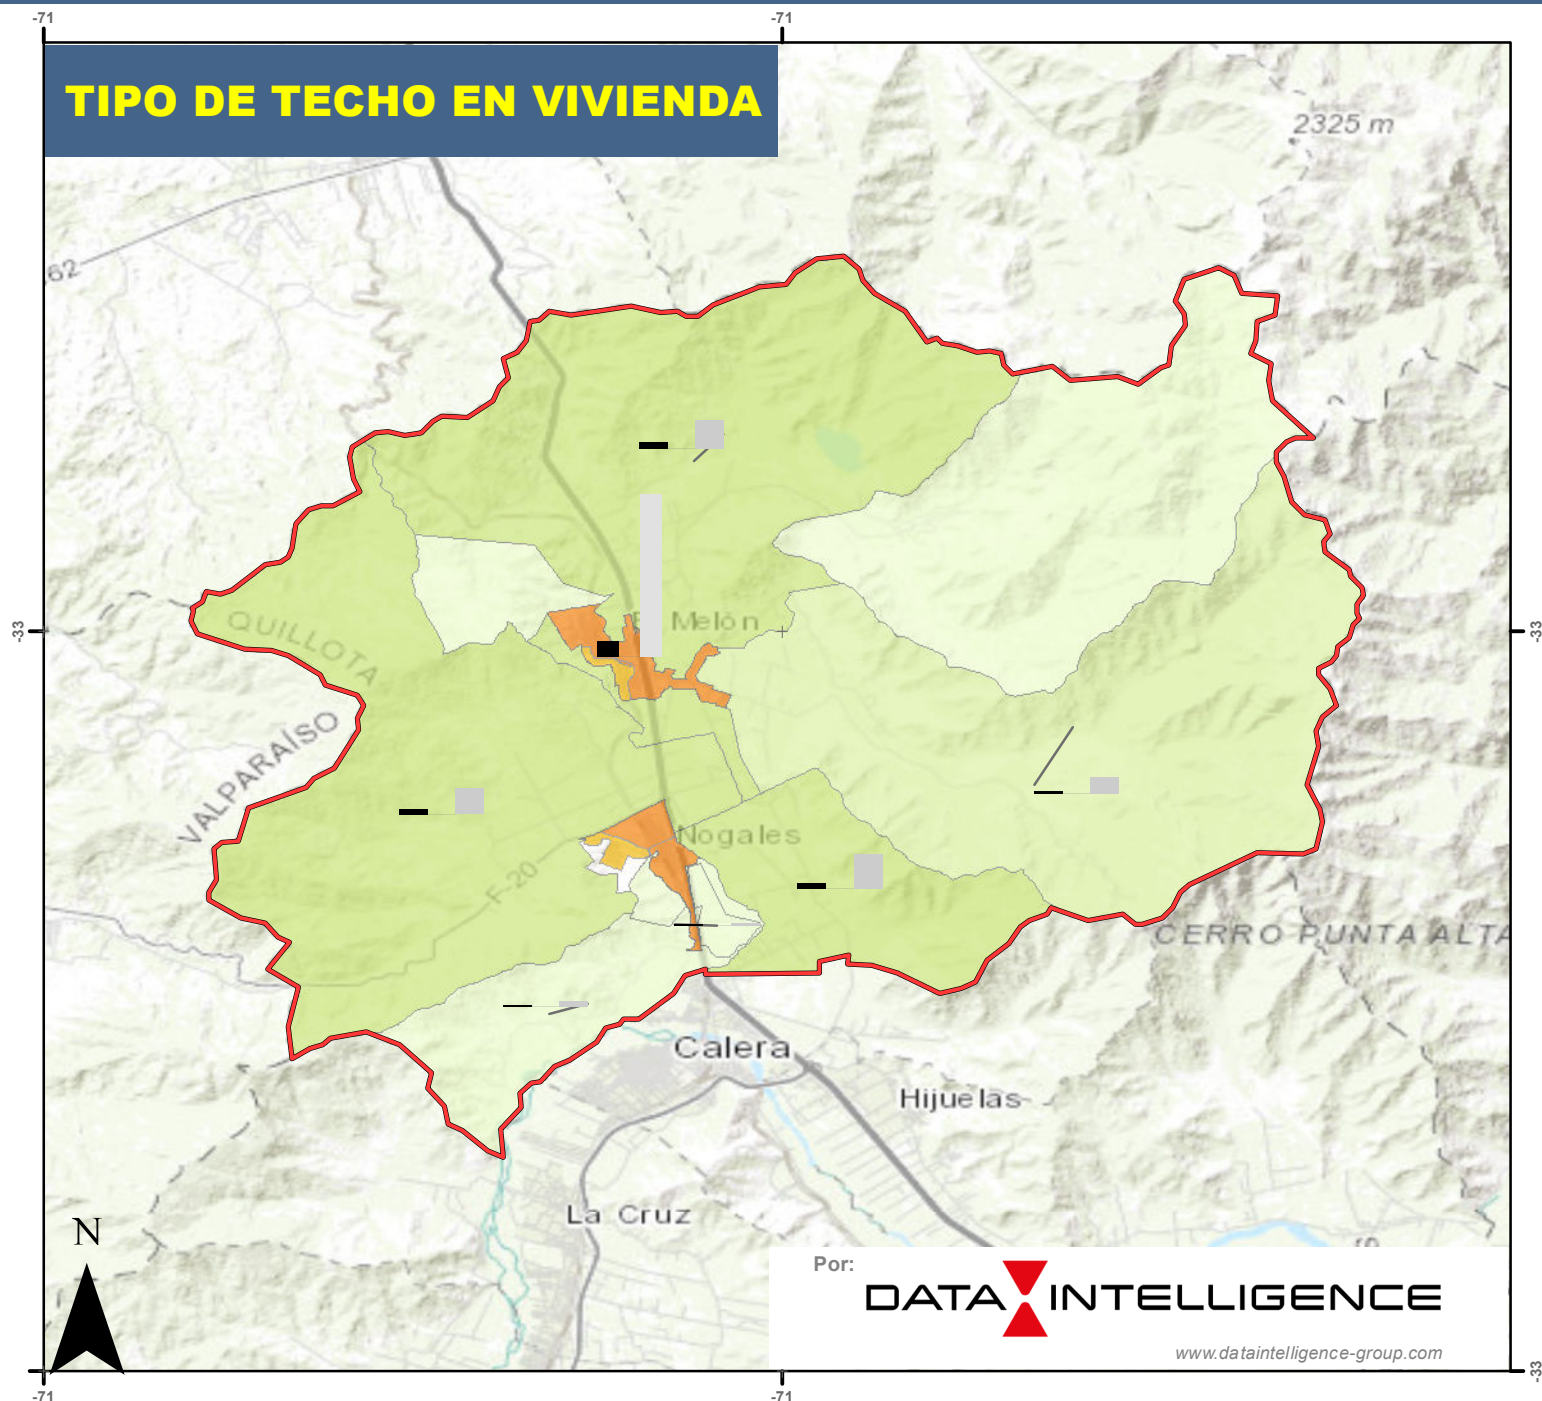 -71
-71
TIPO DE TECHO EN VIVIENDA
2325 m
62
QUILLOTA
El Melón
-33
-33
VALPARAÍSO
Nogales
F-20
CERRO PUNTA ALTA
Calera
Hijuelas
La Cruz
N
Por:
DATA INTELLIGENCE
www.dataintelligence-group.com
-33
-71
-71